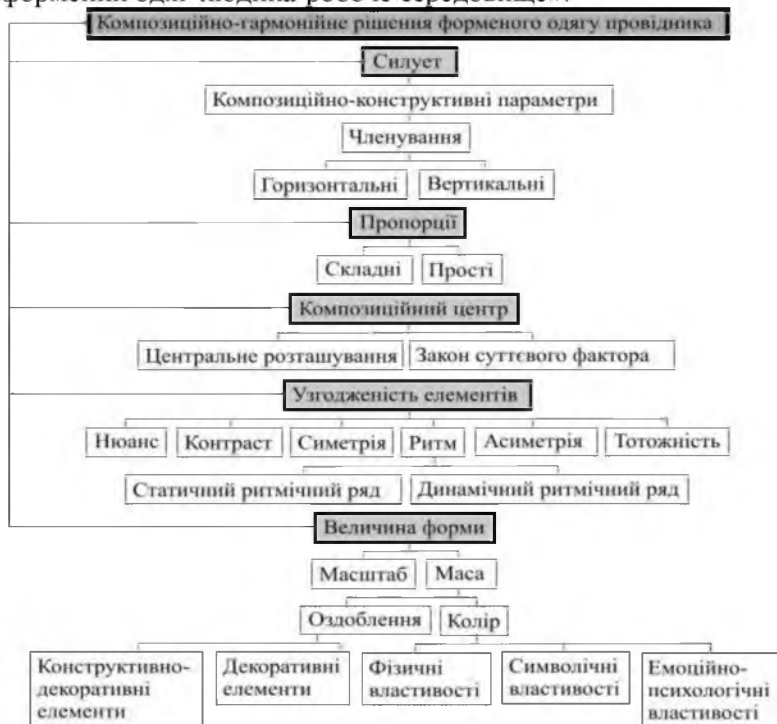 Композиційно-гармонійне рішення форменого одягу провідника
Силует
Композиційно-конструктивні параметри
Членування
Горизонтальні Вертикальні
Пропорції
Складні Прості
Композиційний центр
Центральне розташування Закон суттєвого фактора
Узгодженість елементів
Нюанс Контраст Симетрія Ритм Асиметрія Тотожність
Статичний ритмічний ряд Динамічний ритмічний ряд
Величина форми
Масштаб Маса
Оздоблення Колір
Конструктивно-декоративні елементи
Декоративні елементи
Фізичні властивості
Символічні властивості
Емоційно-психологічні властивості